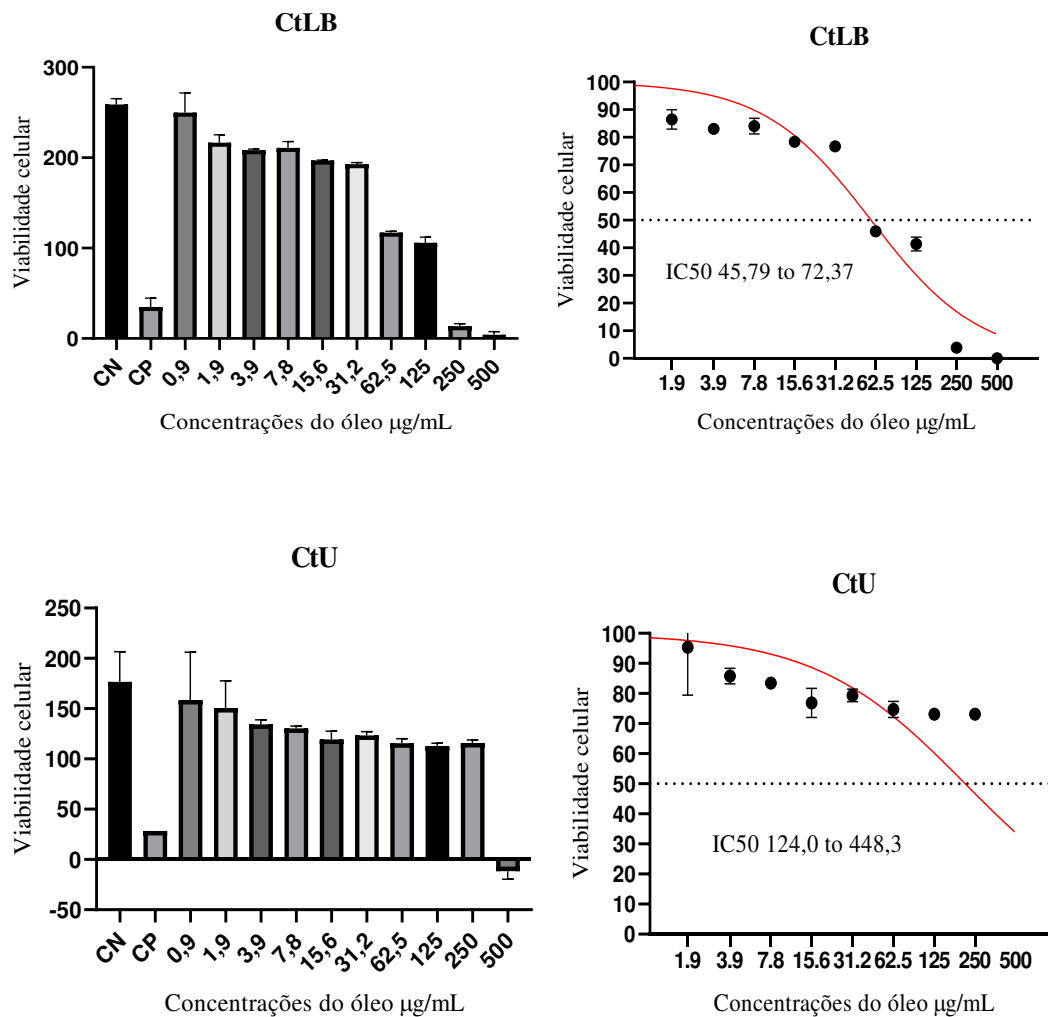 CtLB
Viabilidade celular
300
200
100
0
CN CP 0,9 1,9 3,9 7,8 15,6 31,2 62,5 125 250 500
Concentrações do óleo µg/mL
CtLB
Viabilidade celular
100
90
80
70
60
50
40
30
20
10
0
IC50 45,79 to 72,37
1.9 3.9 7.8 15.6 31.2 62.5 125 250 500
Concentrações do óleo µg/mL
CtU
Viabilidade celular
250
200
150
100
50
0
-50
CN CP 0,9 1,9 3,9 7,8 15,6 31,2 62,5 125 250 500
Concentrações do óleo µg/mL
CtU
Viabilidade celular
100
90
80
70
60
50
40
30
20
10
0
IC50 124,0 to 448,3
1.9 3.9 7.8 15.6 31.2 62.5 125 250 500
Concentrações do óleo µg/mL